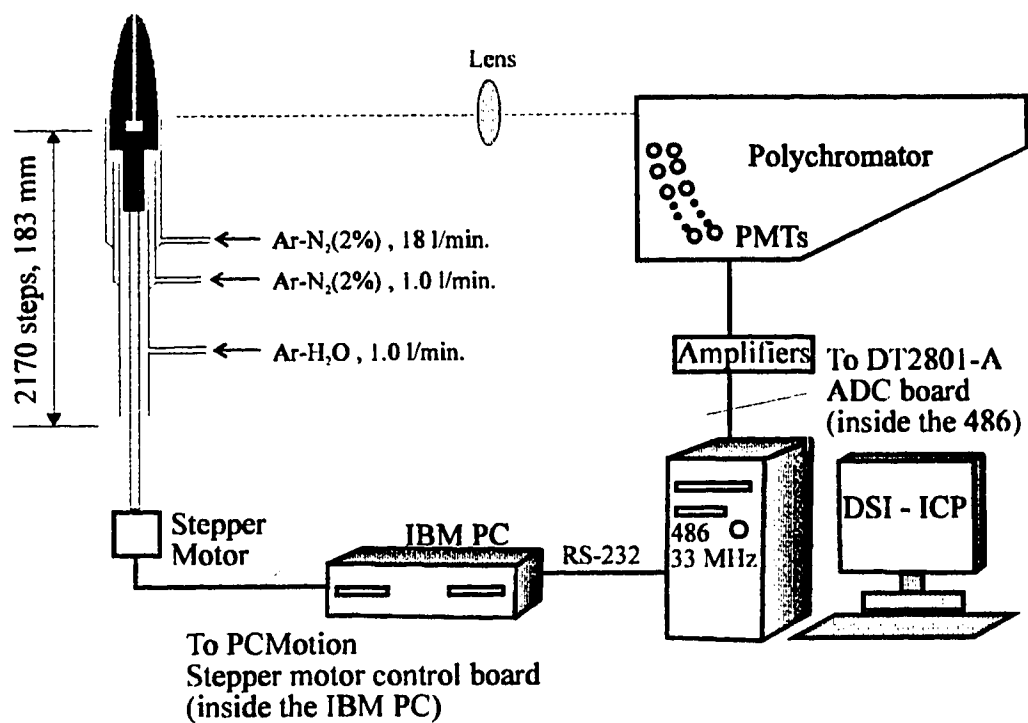 Lens
Polychromator
PMTs
2170 steps, 183 mm
Ar-N₂(2%) , 18 l/min.
Ar-N₂(2%) , 1.0 l/min.
Ar-H₂O , 1.0 l/min.
Amplifiers
To DT2801-A
ADC board
(inside the 486)
Stepper
Motor
IBM PC
RS-232
486
33 MHz
DSI - ICP
To PCMotion
Stepper motor control board
(inside the IBM PC)